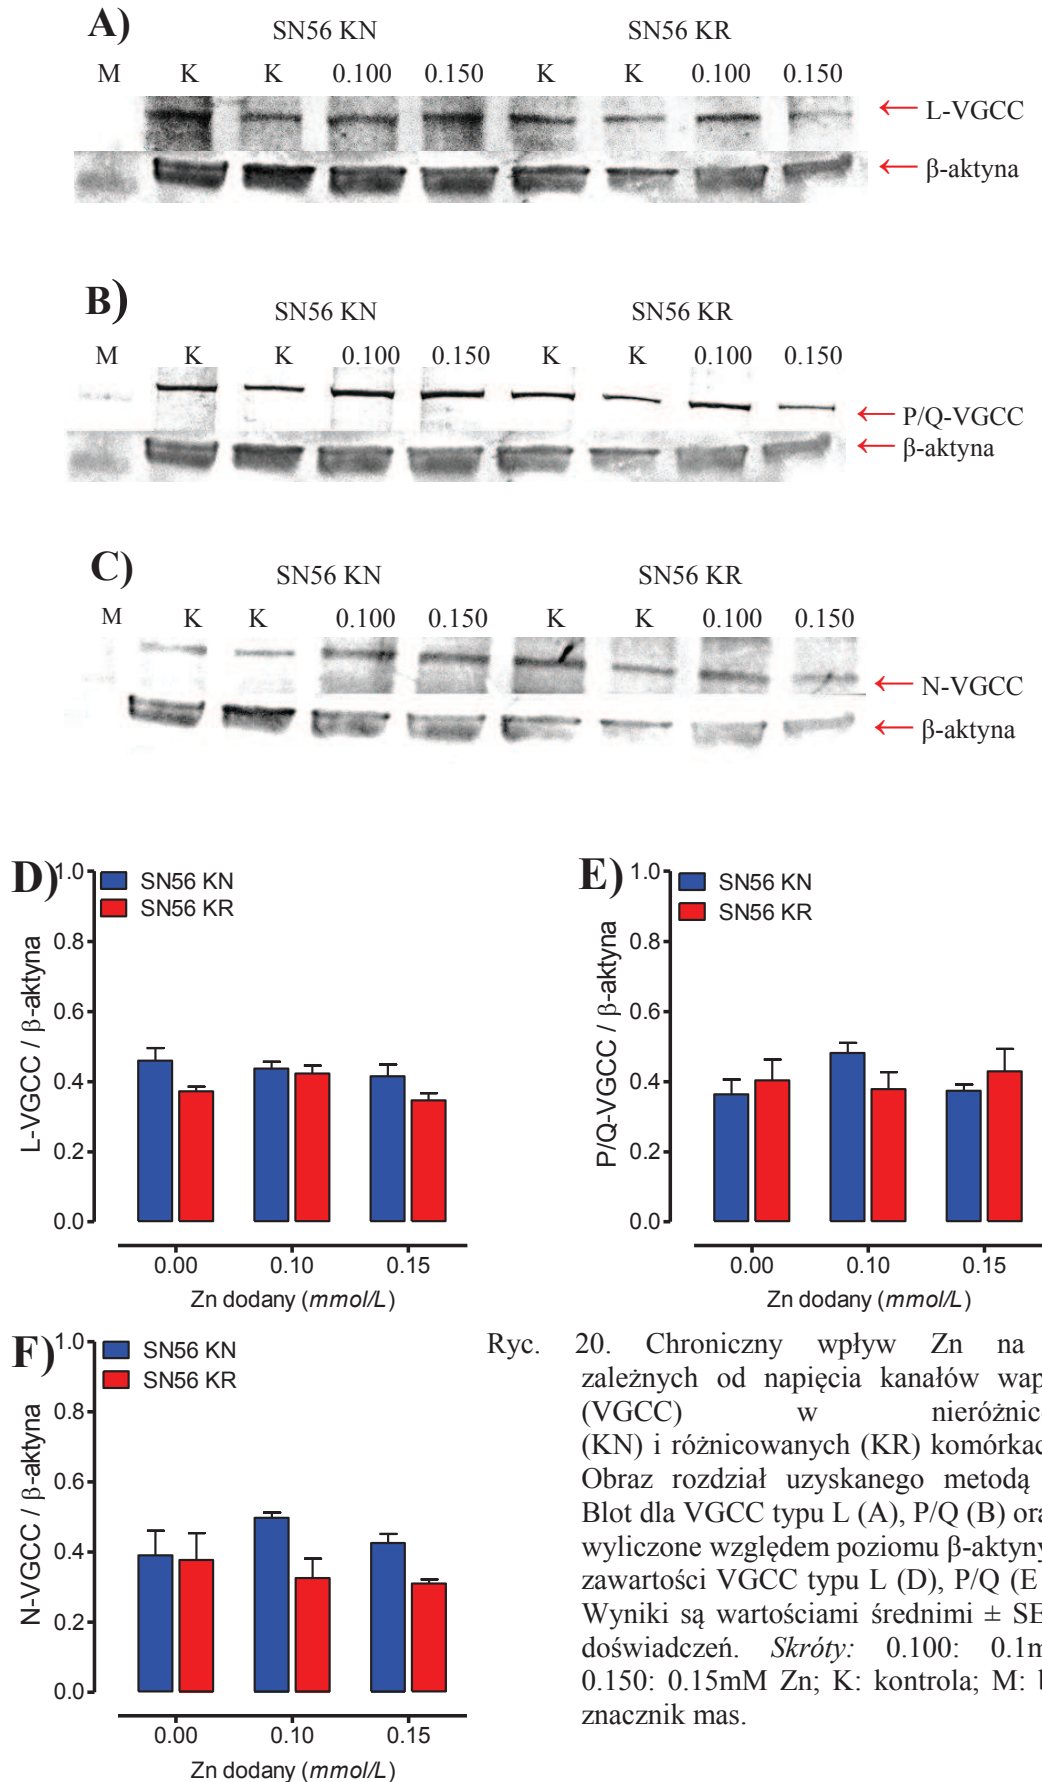 A)
SN56 KN SN56 KR
M K K 0.100 0.150 K K 0.100 0.150
← L-VGCC
← β-aktyna
B)
SN56 KN SN56 KR
M K K 0.100 0.150 K K 0.100 0.150
← P/Q-VGCC
← β-aktyna
C)
SN56 KN SN56 KR
M K K 0.100 0.150 K K 0.100 0.150
← N-VGCC
← β-aktyna
D)
SN56 KN
SN56 KR
L-VGCC / β-aktyna
1.0
0.8
0.6
0.4
0.2
0.0
0.00 0.10 0.15
Zn dodany (mmol/L)
E)
SN56 KN
SN56 KR
P/Q-VGCC / β-aktyna
1.0
0.8
0.6
0.4
0.2
0.0
0.00 0.10 0.15
Zn dodany (mmol/L)
F)
SN56 KN
SN56 KR
N-VGCC / β-aktyna
1.0
0.8
0.6
0.4
0.2
0.0
0.00 0.10 0.15
Zn dodany (mmol/L)
Ryc. 20. Chroniczny wpływ Zn na
zależnych od napięcia kanałów wap
(VGCC) w nieróżnico
(KN) i różnicowanych (KR) komórkac
Obraz rozdział uzyskanego metodą
Blot dla VGCC typu L (A), P/Q (B) ora
wyliczone względem poziomu β-aktyny
zawartości VGCC typu L (D), P/Q (E
Wyniki są wartościami średnimi ± SE
doświadczeń. Skróty: 0.100: 0.1m
0.150: 0.15mM Zn; K: kontrola; M: b
znacznik mas.